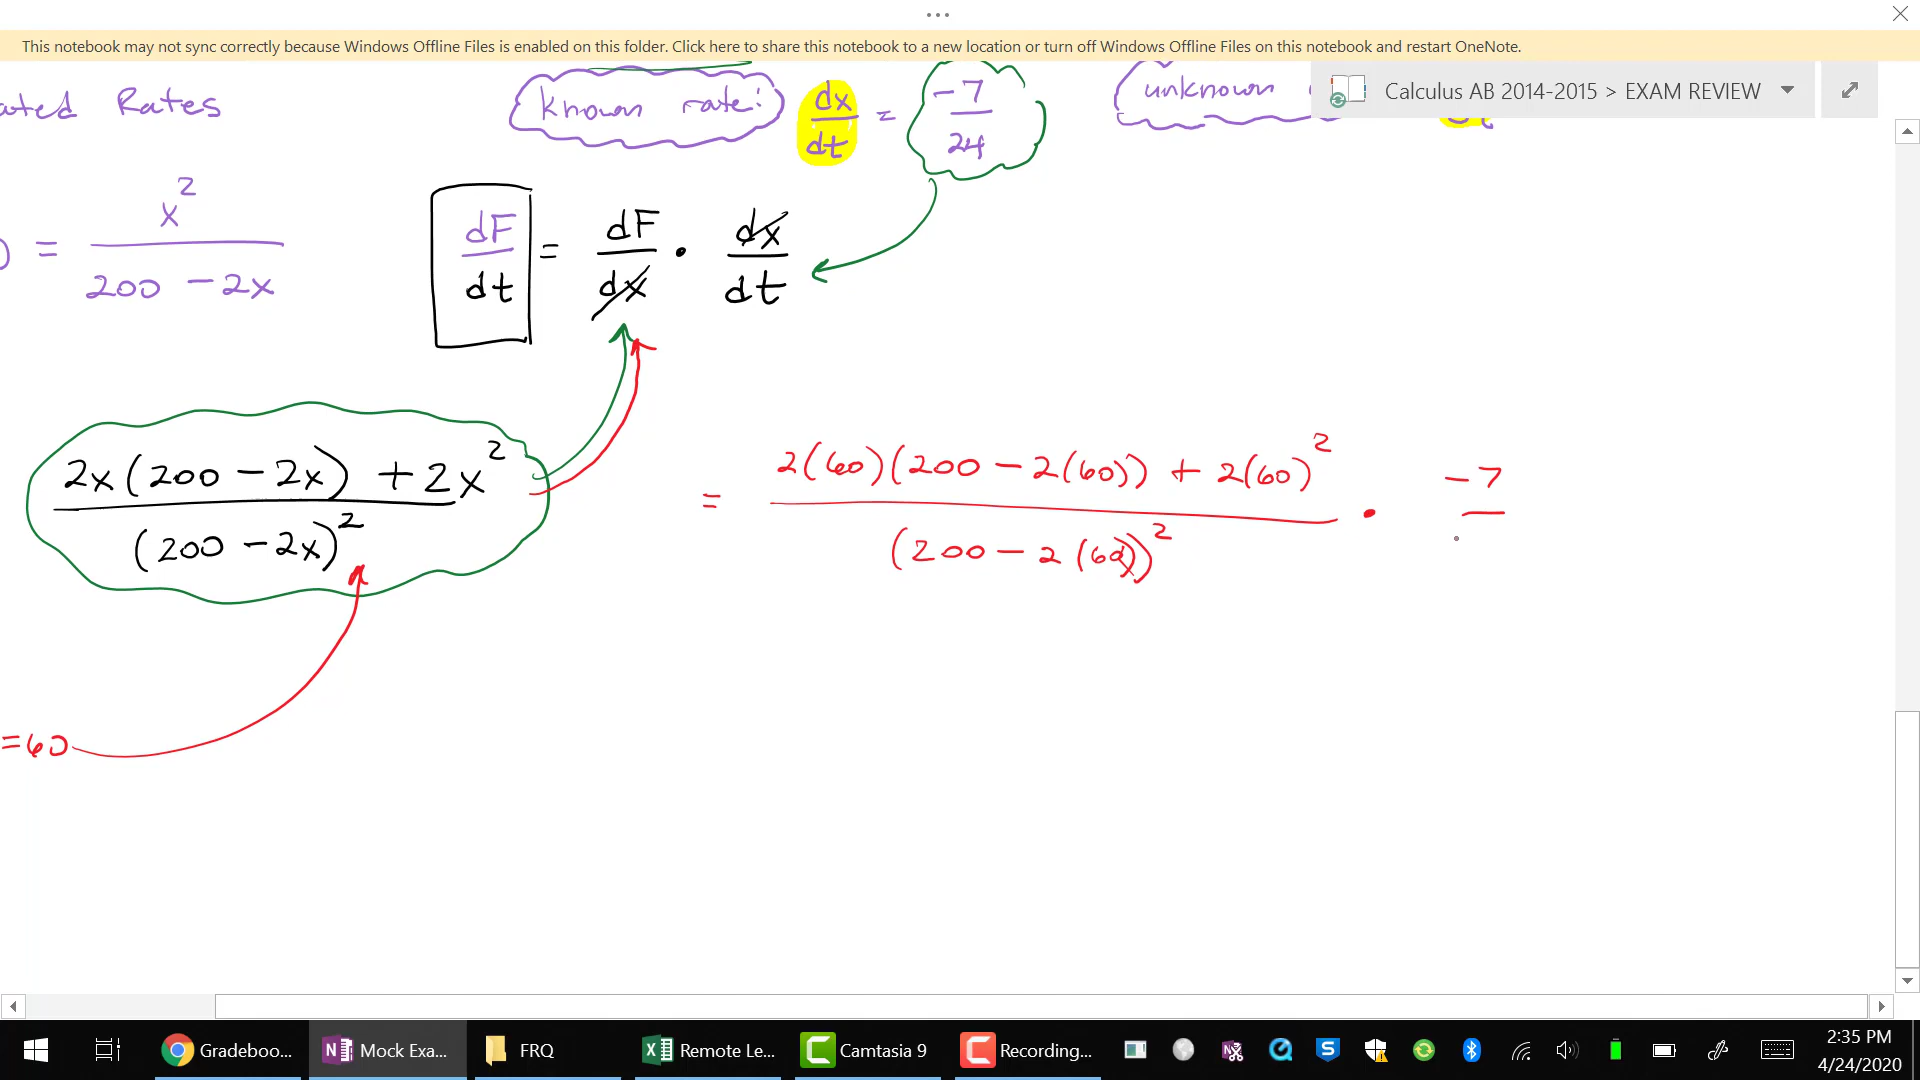 This notebook may not sync correctly because Windows Offline Files is enabled on this folder. Click here to share this notebook to a new location or turn off Windows Offline Files on this notebook and restart OneNote.
Calculus AB 2014-2015 > EXAM REVIEW
ated Rates
known rate: dx/dt = -7/24
unknown
) = x^2/(200 - 2x)
dF/dt = dF/dx · dx/dt
(2x(200 - 2x) + 2x^2)/(200 - 2x)^2
= (2(60)(200 - 2(60)) + 2(60)^2)/(200 - 2(60))^2 · -7/
=60
Gradeboo...
Mock Exa...
FRQ
Remote Le...
Camtasia 9
Recording...
2:35 PM
4/24/2020